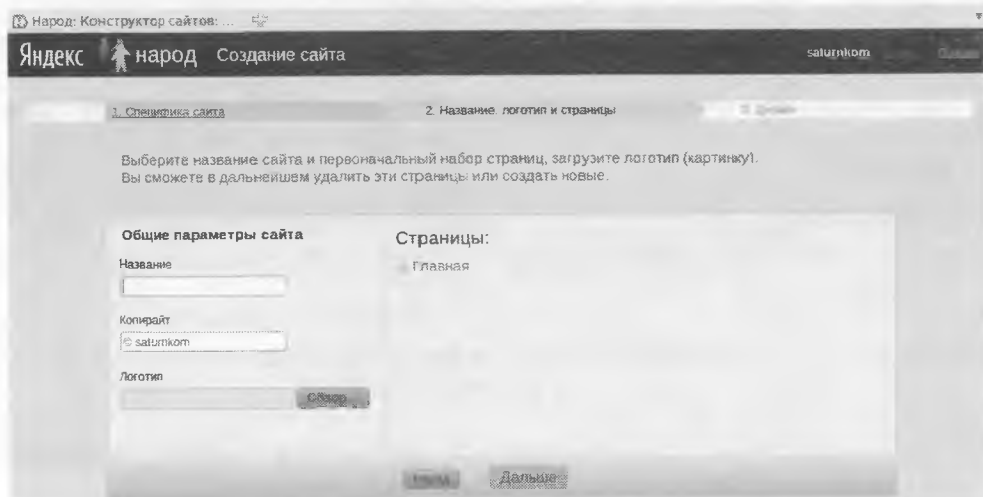 Народ: Конструктор сайтов: ...
Яндекс народ Создание сайта saturnkom
1. Специфика сайта 2. Название, логотип и страницы 3. Дизайн
Выберите название сайта и первоначальный набор страниц, загрузите логотип (картинку).
Вы сможете в дальнейшем удалить эти страницы или создать новые.
Общие параметры сайта
Страницы:
Название
Главная
Копирайт
© saturnkom
Логотип
Обзор...
Назад Дальше